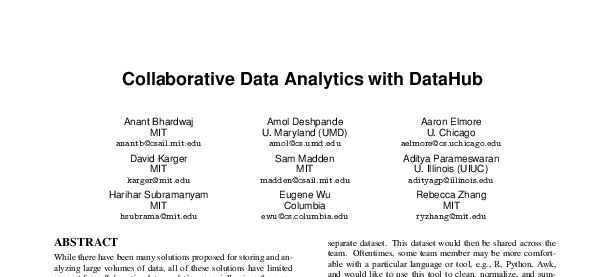 Collaborative Data Analytics with DataHub
Anant Bhardwaj
MIT
anantb@csail.mit.edu
Amol Deshpande
U. Maryland (UMD)
amol@cs.umd.edu
Aaron Elmore
U. Chicago
aelmore@cs.uchicago.edu
David Karger
MIT
karger@mit.edu
Sam Madden
MIT
madden@csail.mit.edu
Aditya Parameswaran
U. Illinois (UIUC)
adityagp@illinois.edu
Harihar Subramanyam
MIT
hsubrama@mit.edu
Eugene Wu
Columbia
ewu@cs.columbia.edu
Rebecca Zhang
MIT
ryzhang@mit.edu
ABSTRACT
While there have been many solutions proposed for storing and an-
alyzing large volumes of data, all of these solutions have limited
separate dataset. This dataset would then be shared across the
team. Oftentimes, some team member may be more comfort-
able with a particular language or tool, e.g., R, Python, Awk,
and would like to use this tool to clean, normalize, and sum-